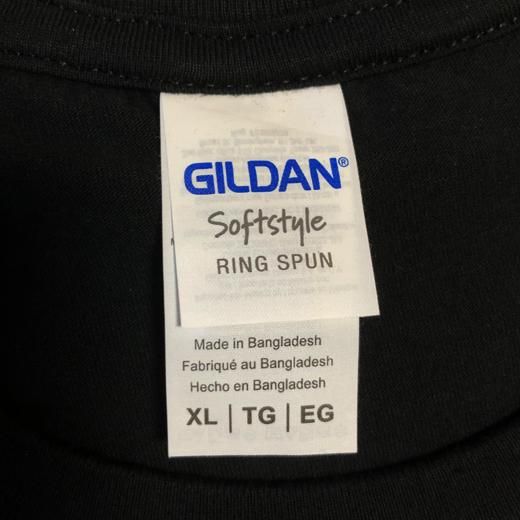 GILDAN®
Softstyle
RING SPUN
Made in Bangladesh
Fabriqué au Bangladesh
Hecho en Bangladesh
XL | TG | EG